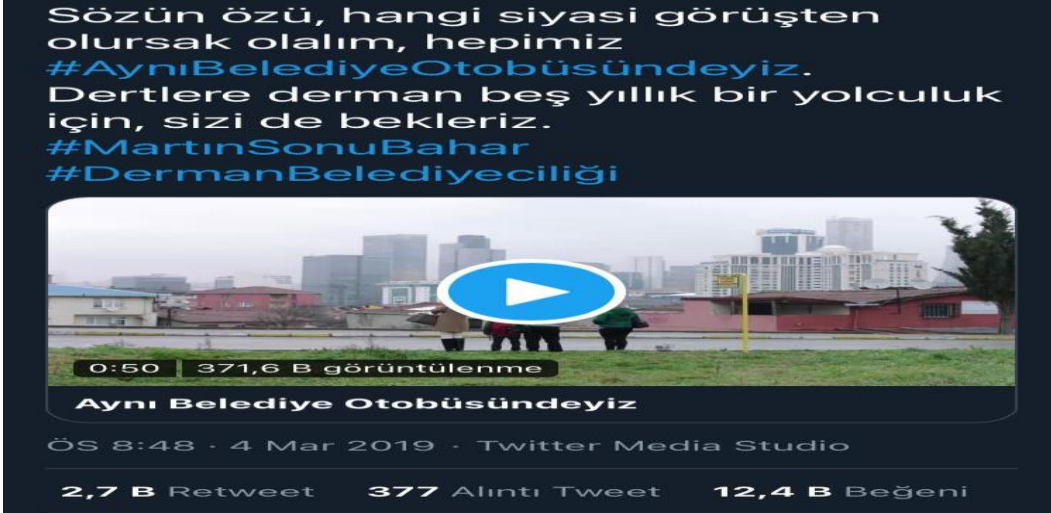 Sözün özü, hangi siyasi görüşten
olursak olalım, hepimiz
#AynıBelediyeOtobüsündeyiz.
Dertlere derman beş yıllık bir yolculuk
için, sizi de bekleriz.
#MartınSonuBahar
#DermanBelediyeciliği
0:50 371,6 B görüntülenme
Aynı Belediye Otobüsündeyiz
ÖS 8:48 · 4 Mar 2019 · Twitter Media Studio
2,7 B Retweet 377 Alıntı Tweet 12,4 B Beğeni